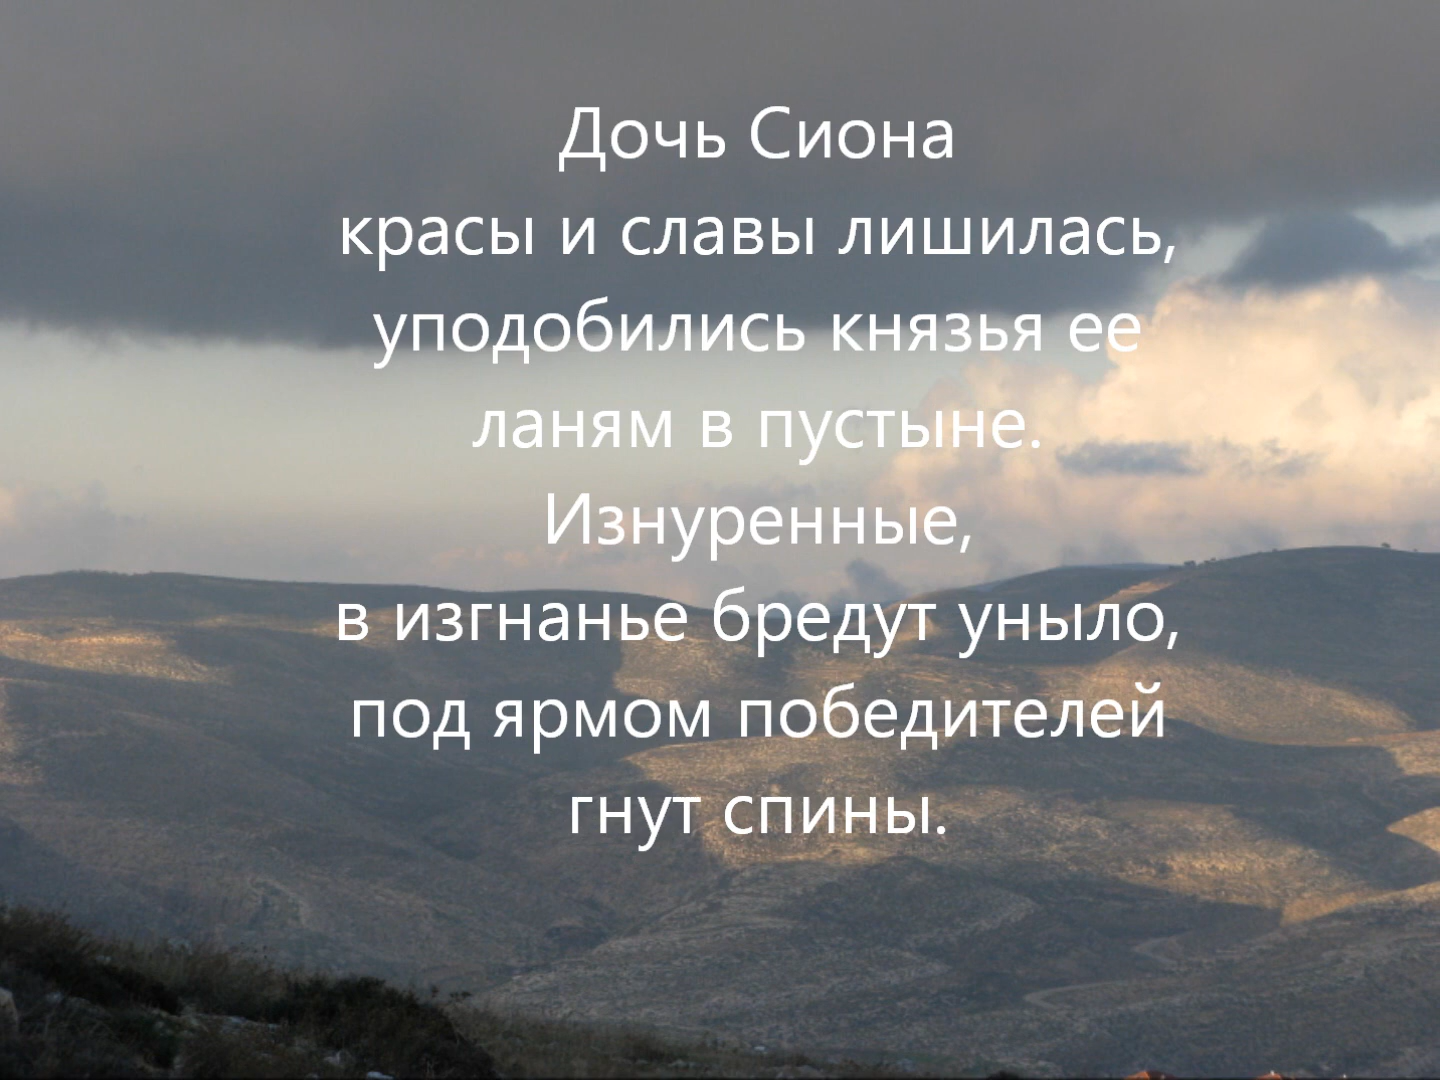 Дочь Сиона
красы и славы лишилась,
уподобились князья ее
ланям в пустыне.
Изнуренные,
в изгнанье бредут уныло,
под ярмом победителей
гнут спины.